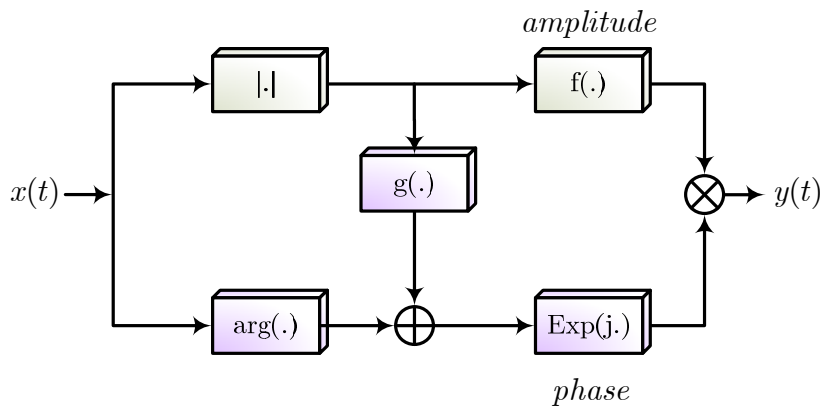 amplitude
|.|
f(.)
x(t)
g(.)
y(t)
arg(.)
Exp(j.)
phase